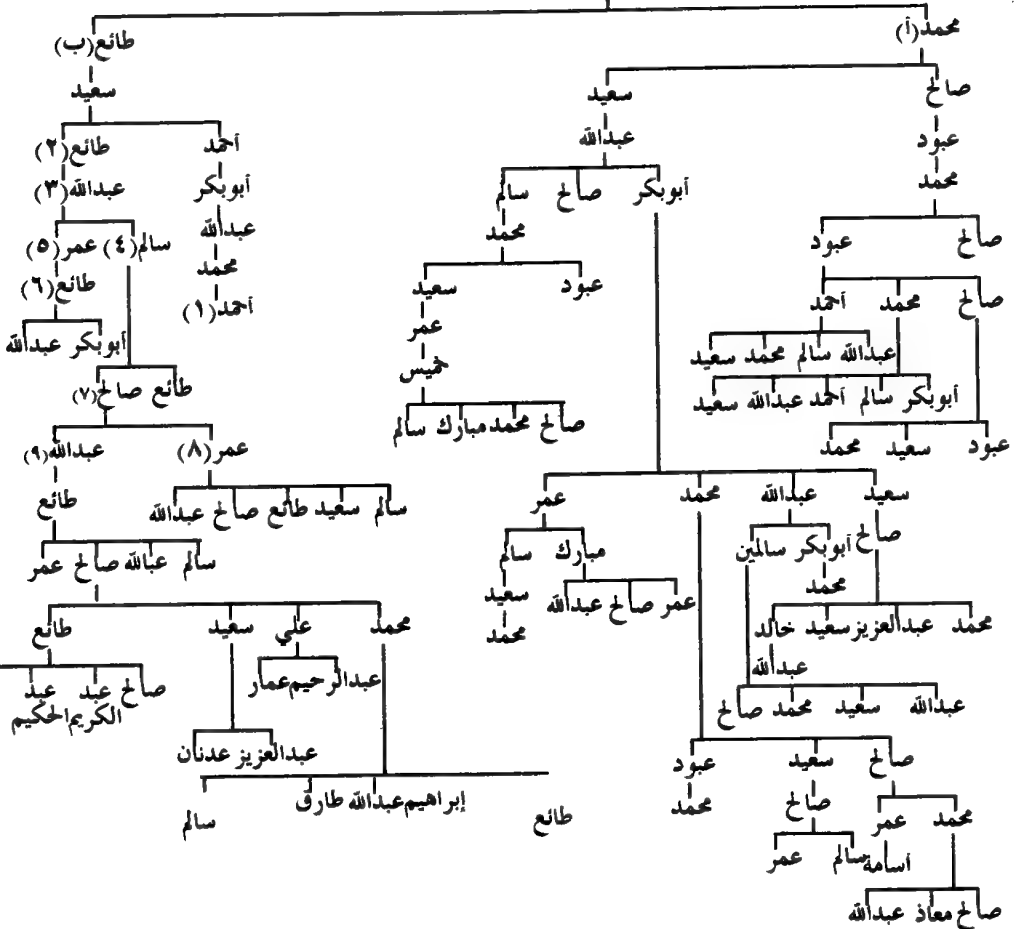 محمد(أ) طائع(ب)
صالح سعيد سعيد
عبود عبدالله أحمد طائع(٢)
محمد أبوبكر صالح سالم أبوبكر عبدالله(٣)
صالح عبود محمد عبدالله سالم(٤) عمر(٥)
صالح محمد أحمد عبود سعيد محمد طائع(٦)
عمر أحمد(١)
عبدالله سالم محمد سعيد خميس أبوبكر عبدالله
أبوبكر سالم أحمد عبدالله سعيد طائع صالح(٧)
عبود سعيد محمد صالح محمد مبارك سالم عمر(٨) عبدالله(٩)
سعيد عبدالله محمد عمر سالم سعيد طائع صالح عبدالله طائع
صالح أبوبكر سالمين مبارك سالم سالم عبالله صالح عمر
محمد عمر صالح عبدالله سعيد
محمد عبدالعزيز سعيد خالد محمد محمد علي سعيد طائع
عبدالله عبدالرحيم عمار صالح عبد عبد
الكريم الحكيم
عبدالله سعيد محمد صالح
صالح سعيد عبود عبدالعزيز عدنان
محمد عمر صالح محمد طائع إبراهيم عبدالله طارق سالم
أسامة سالم عمر
صالح معاذ عبدالله